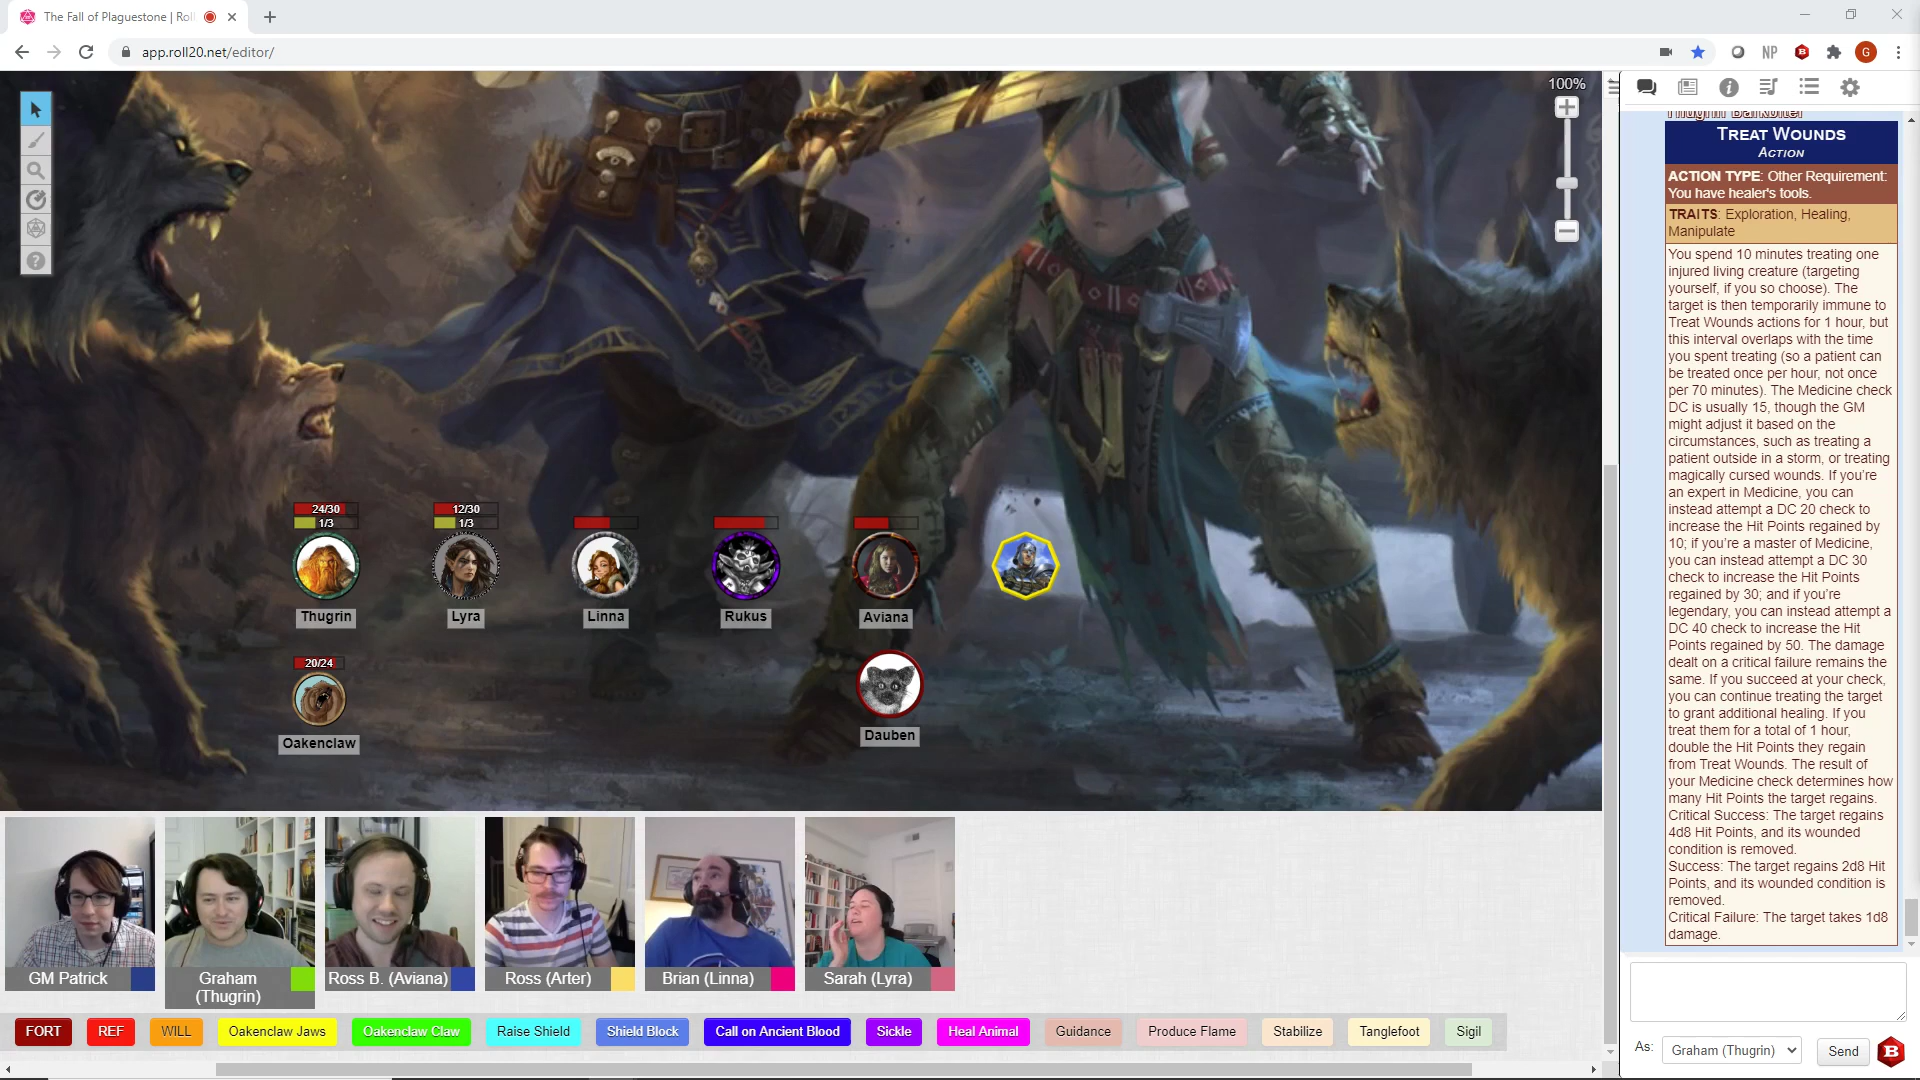 The Fall of Plaguestone | Roll
app.roll20.net/editor/
NP
G
100%
Thugrin Barkbiter
TREAT WOUNDS
ACTION
ACTION TYPE: Other Requirement:
You have healer's tools.
TRAITS: Exploration, Healing,
Manipulate
You spend 10 minutes treating one
injured living creature (targeting
yourself, if you so choose). The
target is then temporarily immune to
Treat Wounds actions for 1 hour, but
this interval overlaps with the time
you spent treating (so a patient can
be treated once per hour, not once
per 70 minutes). The Medicine check
DC is usually 15, though the GM
might adjust it based on the
circumstances, such as treating a
patient outside in a storm, or treating
magically cursed wounds. If you're
an expert in Medicine, you can
instead attempt a DC 20 check to
increase the Hit Points regained by
10; if you're a master of Medicine,
you can instead attempt a DC 30
check to increase the Hit Points
regained by 30; and if you're
legendary, you can instead attempt a
DC 40 check to increase the Hit
Points regained by 50. The damage
dealt on a critical failure remains the
same. If you succeed at your check,
you can continue treating the target
to grant additional healing. If you
treat them for a total of 1 hour,
double the Hit Points they regain
from Treat Wounds. The result of
your Medicine check determines how
many Hit Points the target regains.
Critical Success: The target regains
4d8 Hit Points, and its wounded
condition is removed.
Success: The target regains 2d8 Hit
Points, and its wounded condition is
removed.
Critical Failure: The target takes 1d8
damage.
24/30
1/3
12/30
1/3
Thugrin
Lyra
Linna
Rukus
Aviana
20/24
Oakenclaw
Dauben
GM Patrick
Graham
(Thugrin)
Ross B. (Aviana)
Ross (Arter)
Brian (Linna)
Sarah (Lyra)
FORT
REF
WILL
Oakenclaw Jaws
Oakenclaw Claw
Raise Shield
Shield Block
Call on Ancient Blood
Sickle
Heal Animal
Guidance
Produce Flame
Stabilize
Tanglefoot
Sigil
As:
Graham (Thugrin)
Send
B